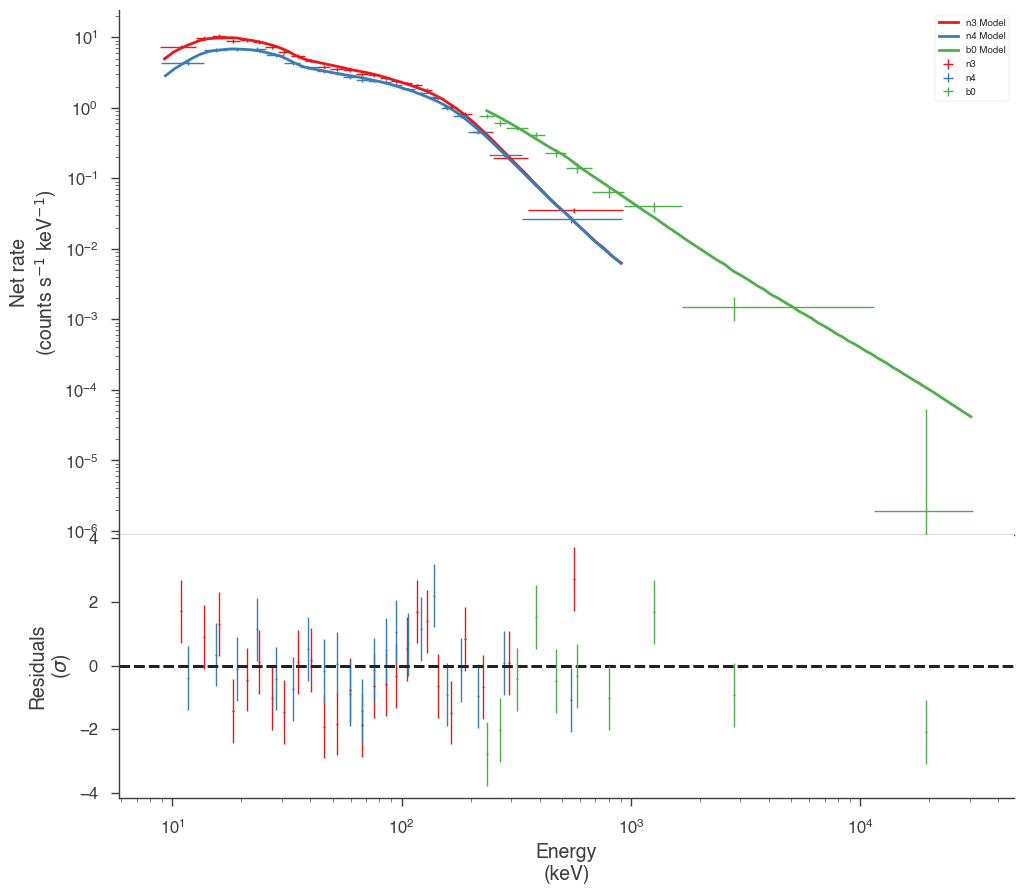 n3 Model
n4 Model
b0 Model
n3
n4
b0
10¹
10⁰
10⁻¹
10⁻²
10⁻³
10⁻⁴
10⁻⁵
10⁻⁶
Net rate
(counts s⁻¹ keV⁻¹)
4
2
0
−2
−4
Residuals
(σ)
10¹ 10² 10³ 10⁴
Energy
(keV)